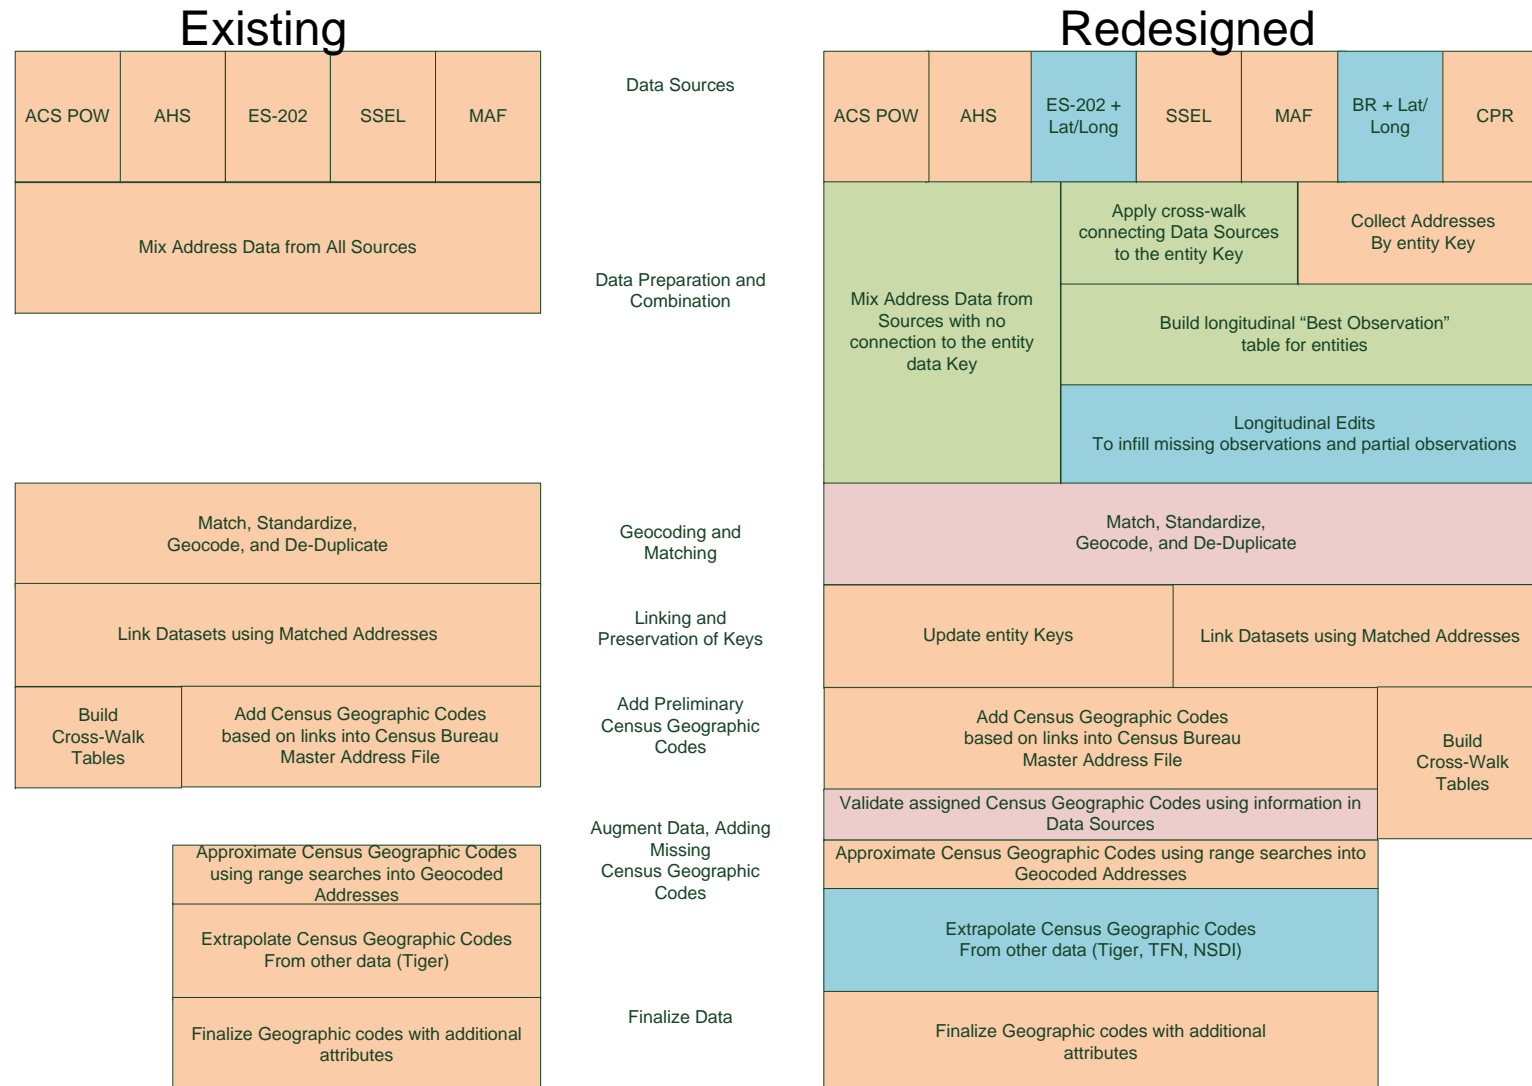 Existing
Redesigned
ACS POW
AHS
ES-202
SSEL
MAF
Data Sources
ACS POW
AHS
ES-202 +
Lat/Long
SSEL
MAF
BR + Lat/
Long
CPR
Mix Address Data from All Sources
Data Preparation and
Combination
Mix Address Data from
Sources with no
connection to the entity
data Key
Apply cross-walk
connecting Data Sources
to the entity Key
Collect Addresses
By entity Key
Build longitudinal “Best Observation”
table for entities
Longitudinal Edits
To infill missing observations and partial observations
Match, Standardize,
Geocode, and De-Duplicate
Geocoding and
Matching
Match, Standardize,
Geocode, and De-Duplicate
Link Datasets using Matched Addresses
Linking and
Preservation of Keys
Update entity Keys
Link Datasets using Matched Addresses
Build
Cross-Walk
Tables
Add Census Geographic Codes
based on links into Census Bureau
Master Address File
Add Preliminary
Census Geographic
Codes
Add Census Geographic Codes
based on links into Census Bureau
Master Address File
Build
Cross-Walk
Tables
Validate assigned Census Geographic Codes using information in
Data Sources
Augment Data, Adding
Missing
Census Geographic
Codes
Approximate Census Geographic Codes
using range searches into Geocoded
Addresses
Approximate Census Geographic Codes using range searches into
Geocoded Addresses
Extrapolate Census Geographic Codes
From other data (Tiger)
Extrapolate Census Geographic Codes
From other data (Tiger, TFN, NSDI)
Finalize Geographic codes with additional
attributes
Finalize Data
Finalize Geographic codes with additional
attributes